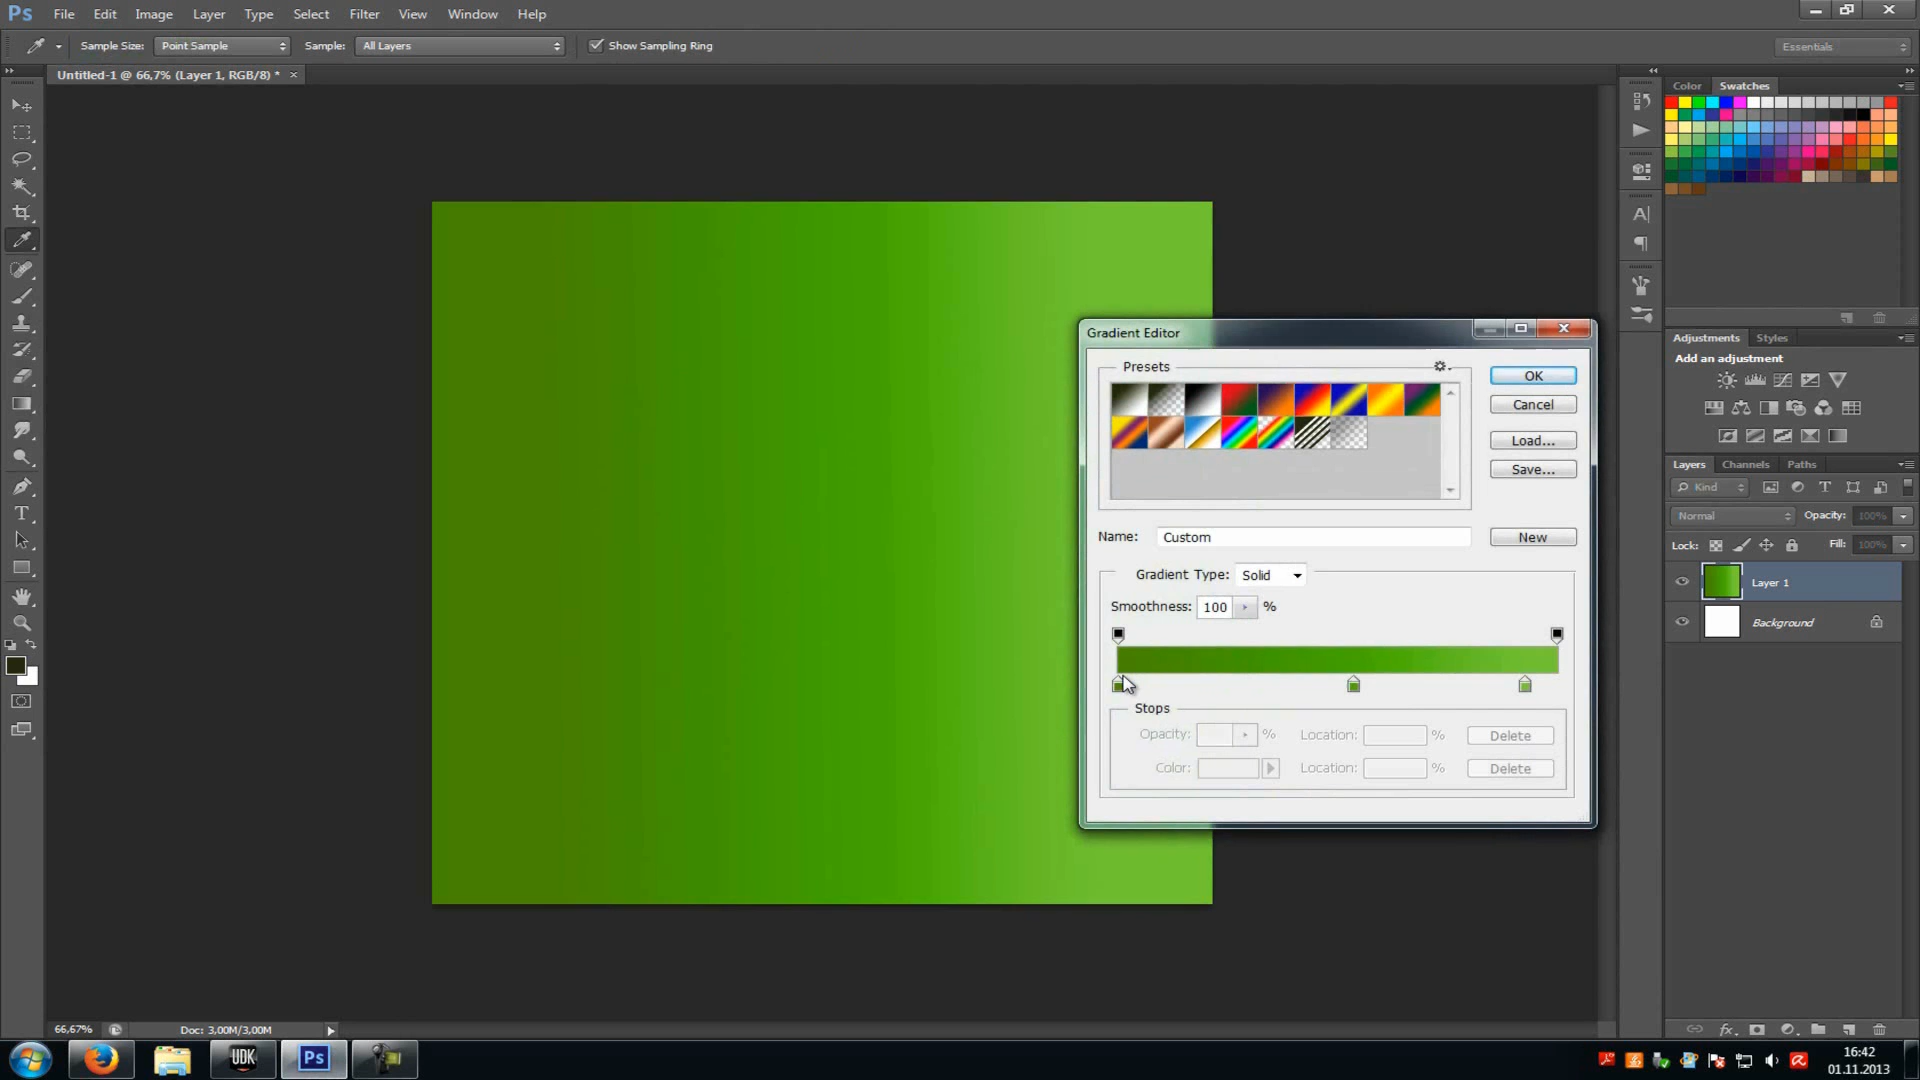 Ps File Edit Image Layer Type Select Filter View Window Help
Sample Size: Point Sample Sample: All Layers Show Sampling Ring Essentials
Untitled-1 @ 66,7% (Layer 1, RGB/8) * ×
Color Swatches
Gradient Editor
Presets
OK
Cancel
Load...
Save...
Name: Custom New
Gradient Type: Solid
Smoothness: 100 %
Stops
Opacity: % Location: % Delete
Color: Location: % Delete
Adjustments Styles
Add an adjustment
Layers Channels Paths
Kind
Normal Opacity: 100%
Lock: Fill: 100%
Layer 1
Background
66,67% Doc: 3,00M/3,00M
UDK Ps
16:42
01.11.2013